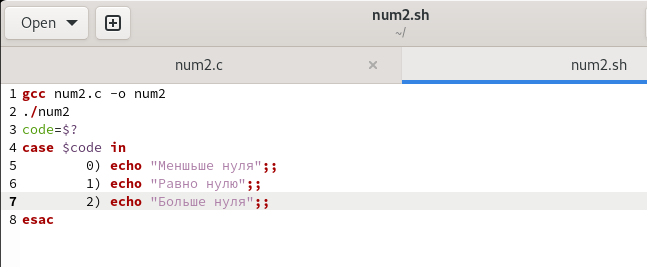 Open
num2.sh
~/
num2.c ×
num2.sh
1 gcc num2.c -o num2
2 ./num2
3 code=$?
4 case $code in
5 0) echo "Меншьше нуля";;
6 1) echo "Равно нулю";;
7 2) echo "Больше нуля";;
8 esac